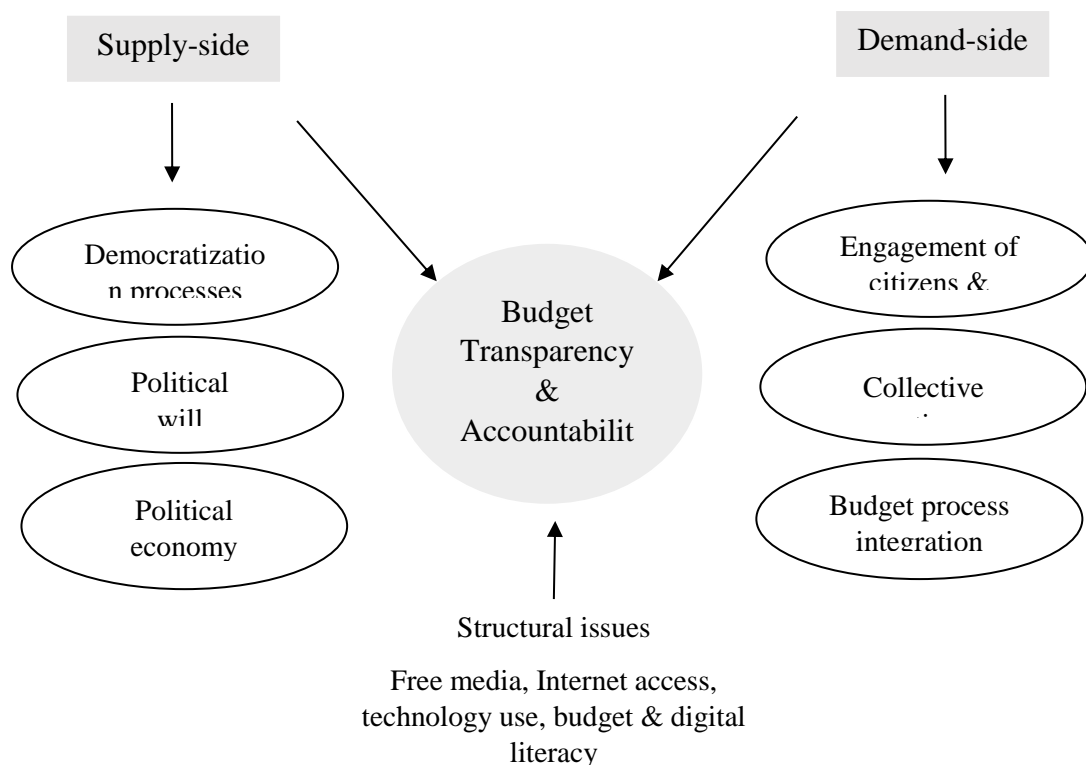 Supply-side
Demand-side
Democratizatio
n processes
Political
will
Political
economy
Budget
Transparency
&
Accountabilit
Engagement of
citizens &
Collective
Budget process
integration
Structural issues
Free media, Internet access,
technology use, budget & digital
literacy